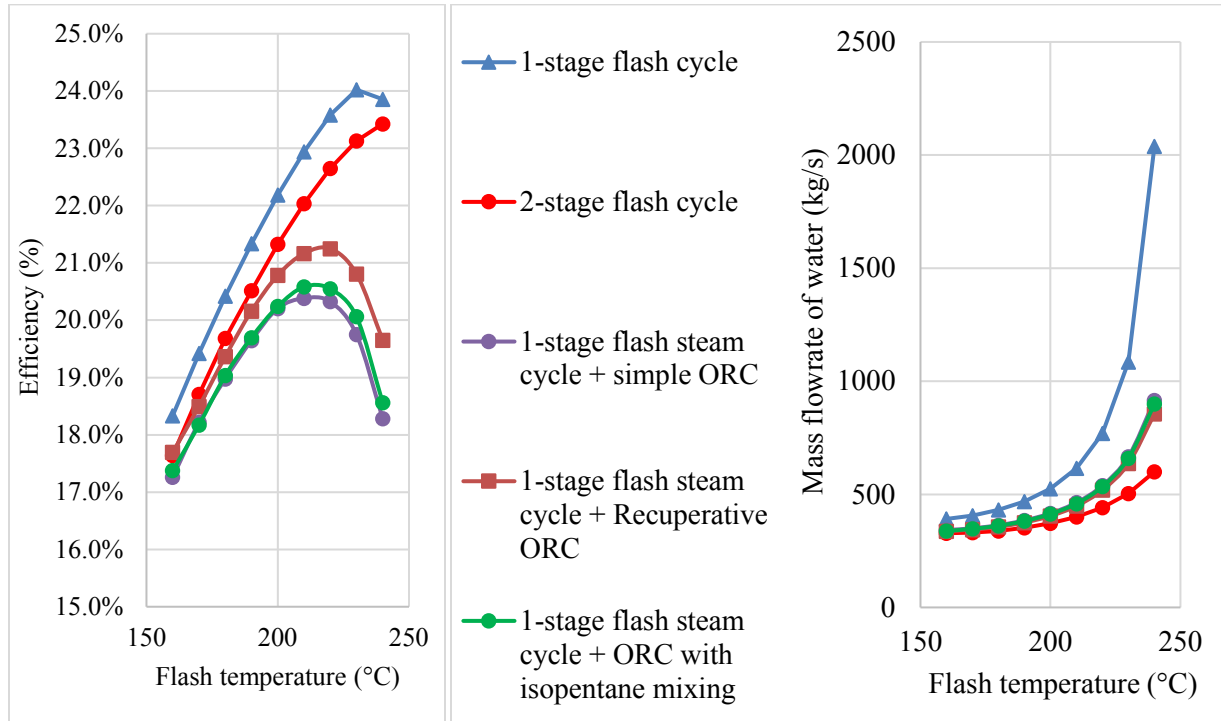 25.0%
24.0%
23.0%
22.0%
21.0%
20.0%
19.0%
18.0%
17.0%
16.0%
15.0%
Efficiency (%)
150
200
250
Flash temperature (°C)
1-stage flash cycle
2-stage flash cycle
1-stage flash steam
cycle + simple ORC
1-stage flash steam
cycle + Recuperative
ORC
1-stage flash steam
cycle + ORC with
isopentane mixing
2500
2000
1500
1000
500
0
Mass flowrate of water (kg/s)
150
200
250
Flash temperature (°C)